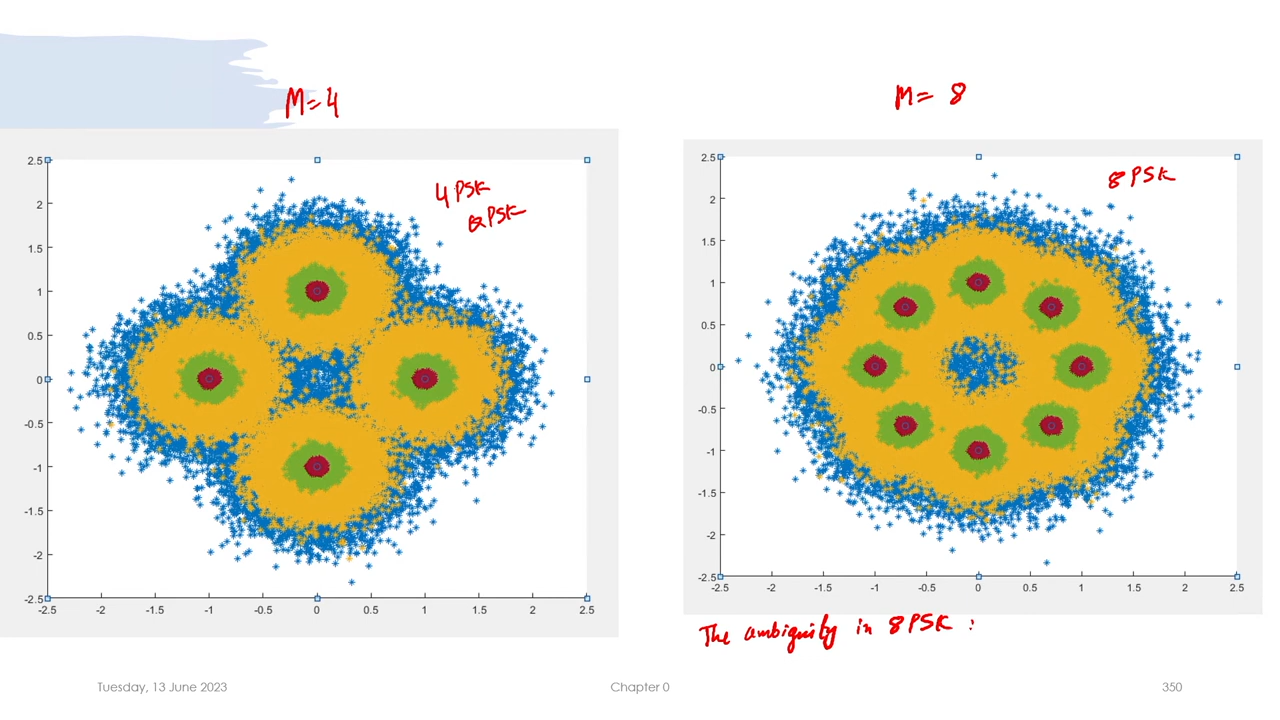 M=4
M= 8
2.5
2
1.5
1
0.5
0
-0.5
-1
-1.5
-2
-2.5
-2.5 -2 -1.5 -1 -0.5 0 0.5 1 1.5 2 2.5
4 PSK
QPSK
2.5
2
1.5
1
0.5
0
-0.5
-1
-1.5
-2
-2.5
-2.5 -2 -1.5 -1 -0.5 0 0.5 1 1.5 2 2.5
8 PSK
The ambiguity in 8 PSK :
Tuesday, 13 June 2023 Chapter 0 350